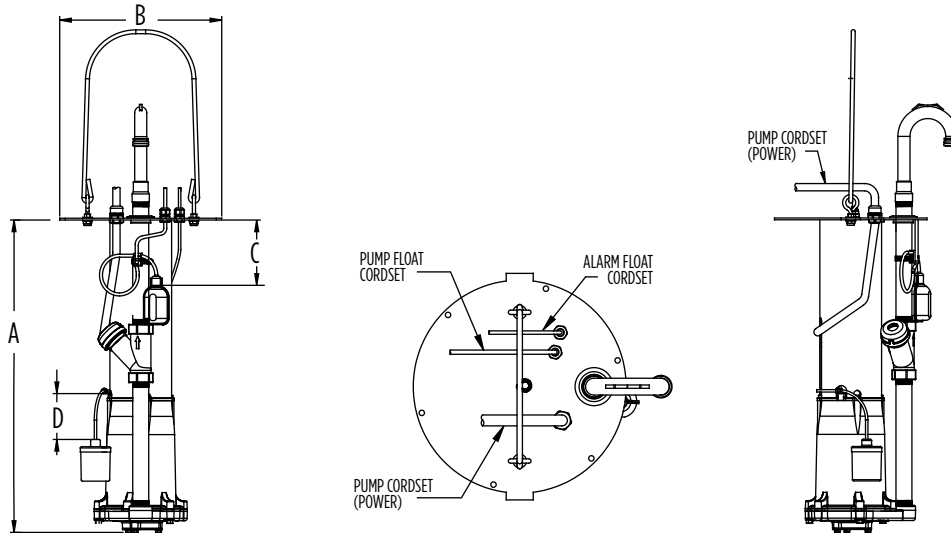 B
A
C
D
PUMP FLOAT
CORDSET
ALARM FLOAT
CORDSET
PUMP CORDSET
(POWER)
PUMP CORDSET
(POWER)